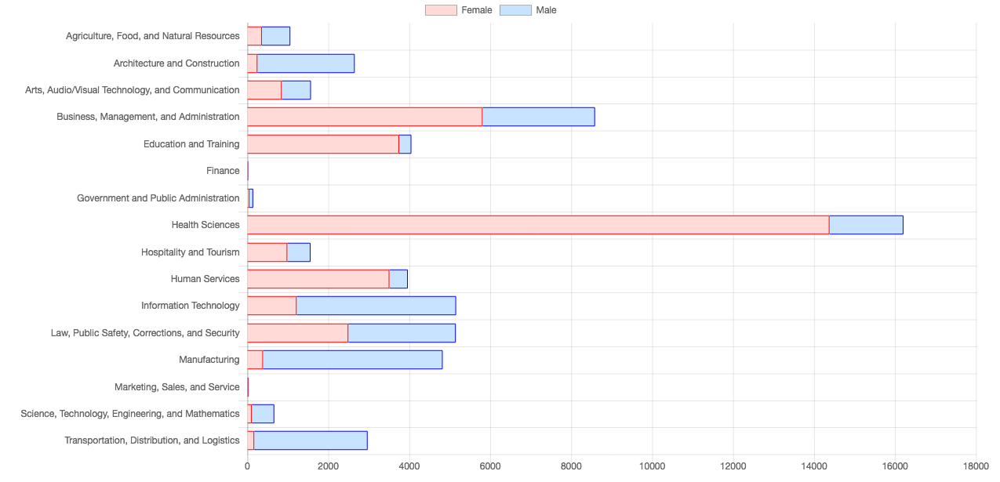 Female Male
Agriculture, Food, and Natural Resources
Architecture and Construction
Arts, Audio/Visual Technology, and Communication
Business, Management, and Administration
Education and Training
Finance
Government and Public Administration
Health Sciences
Hospitality and Tourism
Human Services
Information Technology
Law, Public Safety, Corrections, and Security
Manufacturing
Marketing, Sales, and Service
Science, Technology, Engineering, and Mathematics
Transportation, Distribution, and Logistics
0 2000 4000 6000 8000 10000 12000 14000 16000 18000